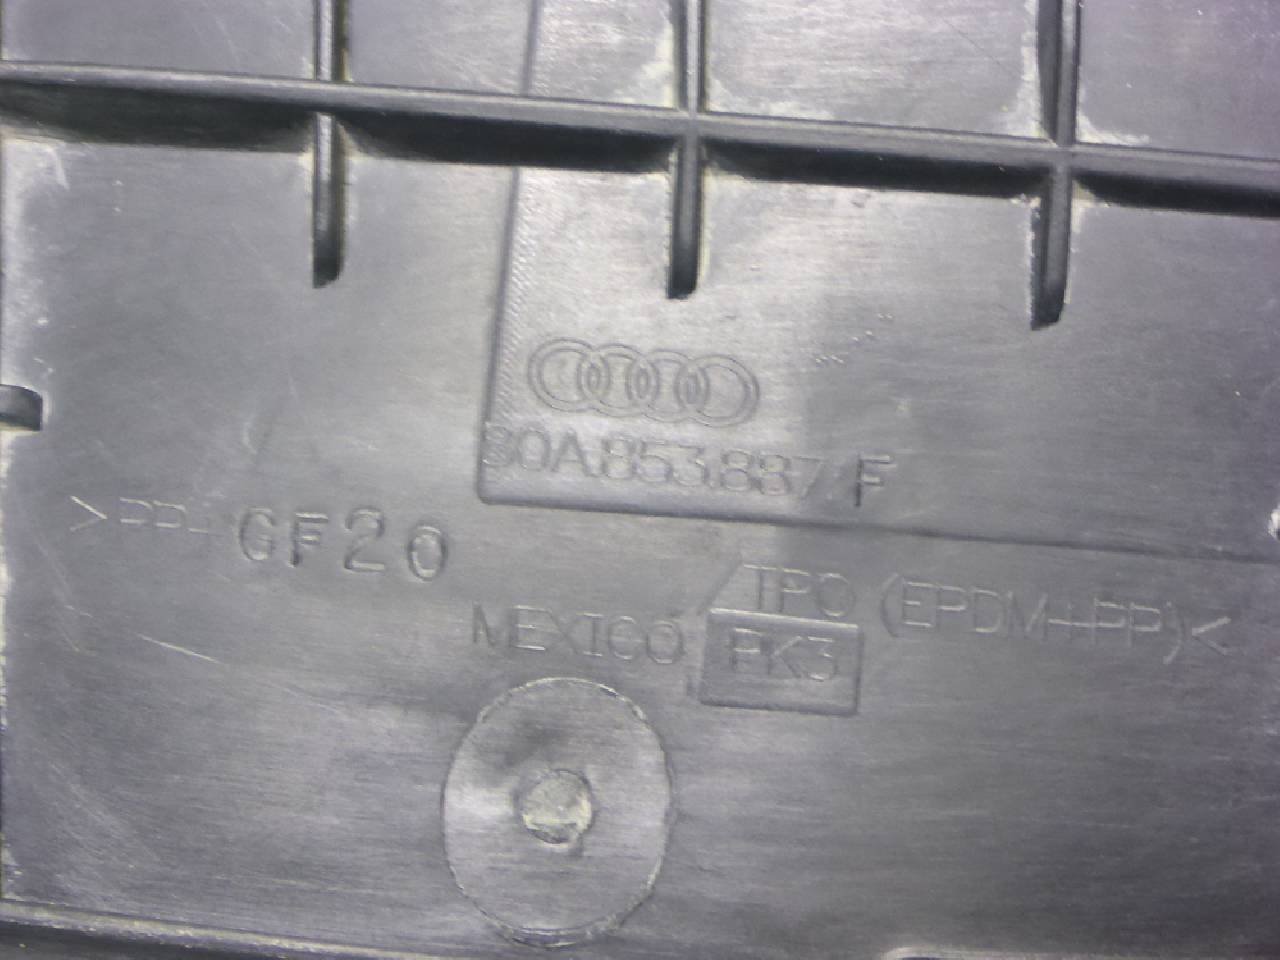 80A.853.887 F
>PP-GF20
TPO (EPDM+PP)<
MEXICO
PK3